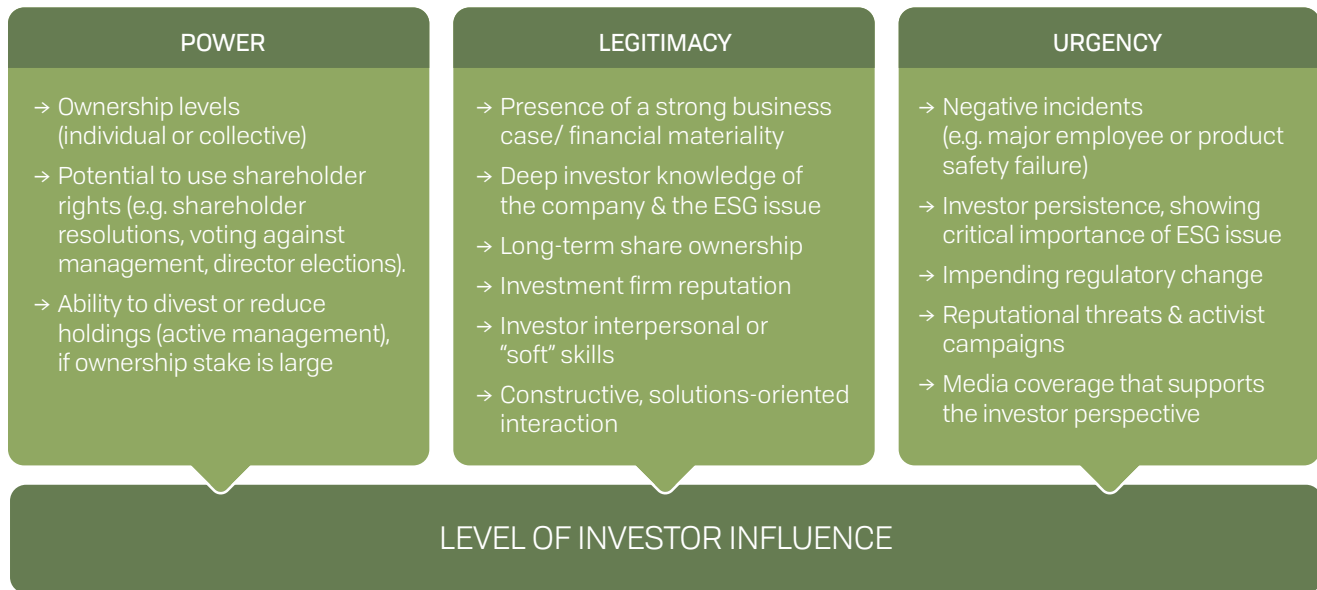 POWER
→ Ownership levels
(individual or collective)
→ Potential to use shareholder
rights (e.g. shareholder
resolutions, voting against
management, director elections).
→ Ability to divest or reduce
holdings (active management),
if ownership stake is large
LEGITIMACY
→ Presence of a strong business
case/ financial materiality
→ Deep investor knowledge of
the company & the ESG issue
→ Long-term share ownership
→ Investment firm reputation
→ Investor interpersonal or
“soft” skills
→ Constructive, solutions-oriented
interaction
URGENCY
→ Negative incidents
(e.g. major employee or product
safety failure)
→ Investor persistence, showing
critical importance of ESG issue
→ Impending regulatory change
→ Reputational threats & activist
campaigns
→ Media coverage that supports
the investor perspective
LEVEL OF INVESTOR INFLUENCE